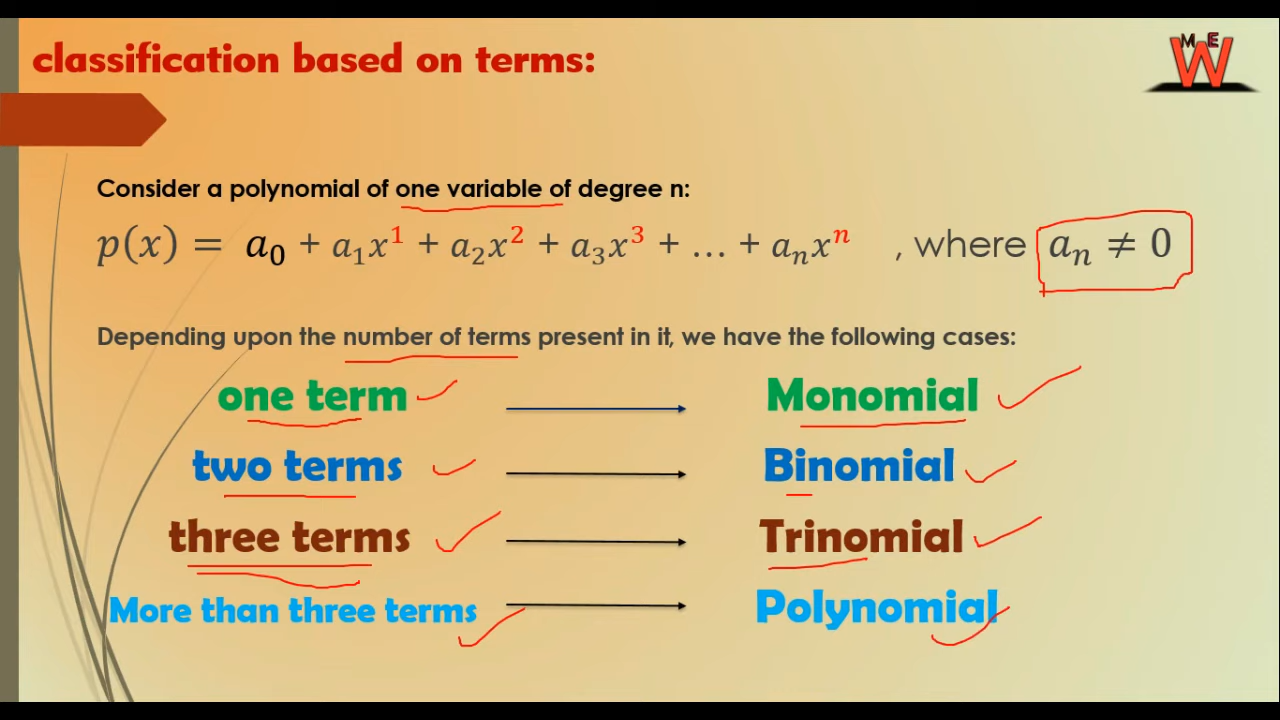 classification based on terms:
M E
W
Consider a polynomial of one variable of degree n:
p(x) = a₀ + a₁x¹ + a₂x² + a₃x³ + ... + aₙxⁿ , where aₙ ≠ 0
Depending upon the number of terms present in it, we have the following cases:
one term Monomial
two terms Binomial
three terms Trinomial
More than three terms Polynomial